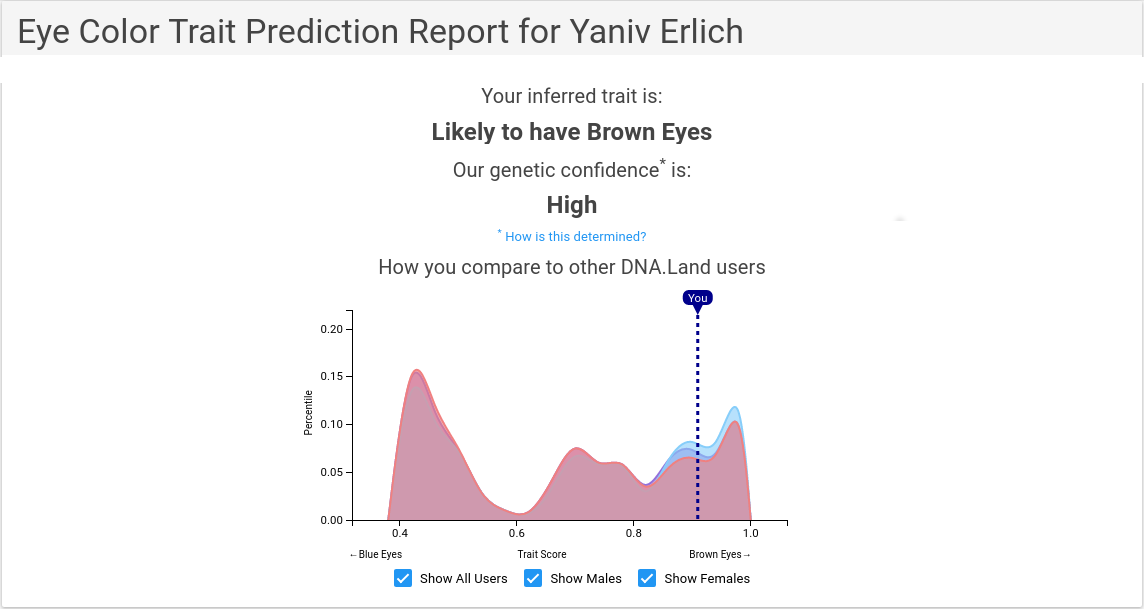 Eye Color Trait Prediction Report for Yaniv Erlich
Your inferred trait is:
Likely to have Brown Eyes
Our genetic confidence* is:
High
* How is this determined?
How you compare to other DNA.Land users
You
0.20
0.15
0.10
0.05
0.00
Percentile
0.4 0.6 0.8 1.0
←Blue Eyes Trait Score Brown Eyes→
Show All Users Show Males Show Females